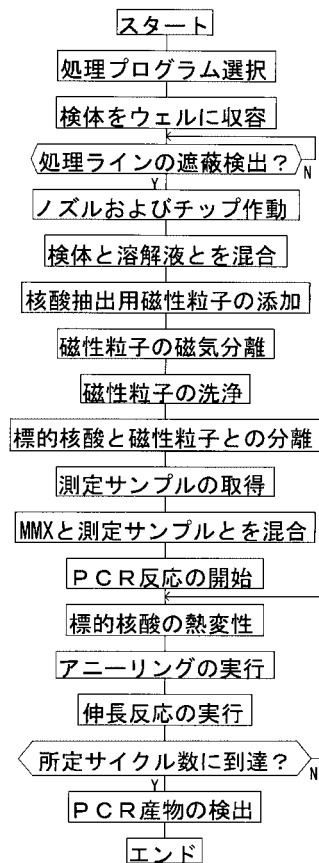 スタート
処理プログラム選択
検体をウェルに収容
処理ラインの遮蔽検出?
N
Y
ノズルおよびチップ作動
検体と溶解液とを混合
核酸抽出用磁性粒子の添加
磁性粒子の磁気分離
磁性粒子の洗浄
標的核酸と磁性粒子との分離
測定サンプルの取得
MMXと測定サンプルとを混合
PCR反応の開始
標的核酸の熱変性
アニーリングの実行
伸長反応の実行
所定サイクル数に到達?
N
Y
PCR産物の検出
エンド